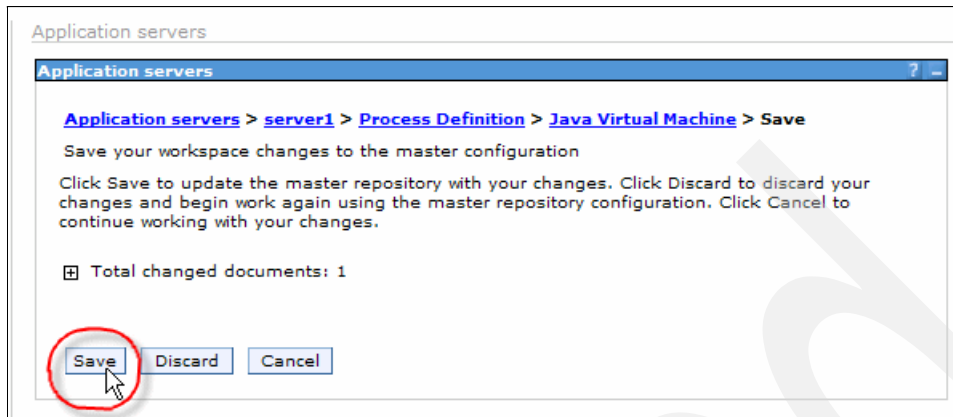 Application servers
Application servers ? –
Application servers > server1 > Process Definition > Java Virtual Machine > Save
Save your workspace changes to the master configuration
Click Save to update the master repository with your changes. Click Discard to discard your
changes and begin work again using the master repository configuration. Click Cancel to
continue working with your changes.
+ Total changed documents: 1
Save Discard Cancel